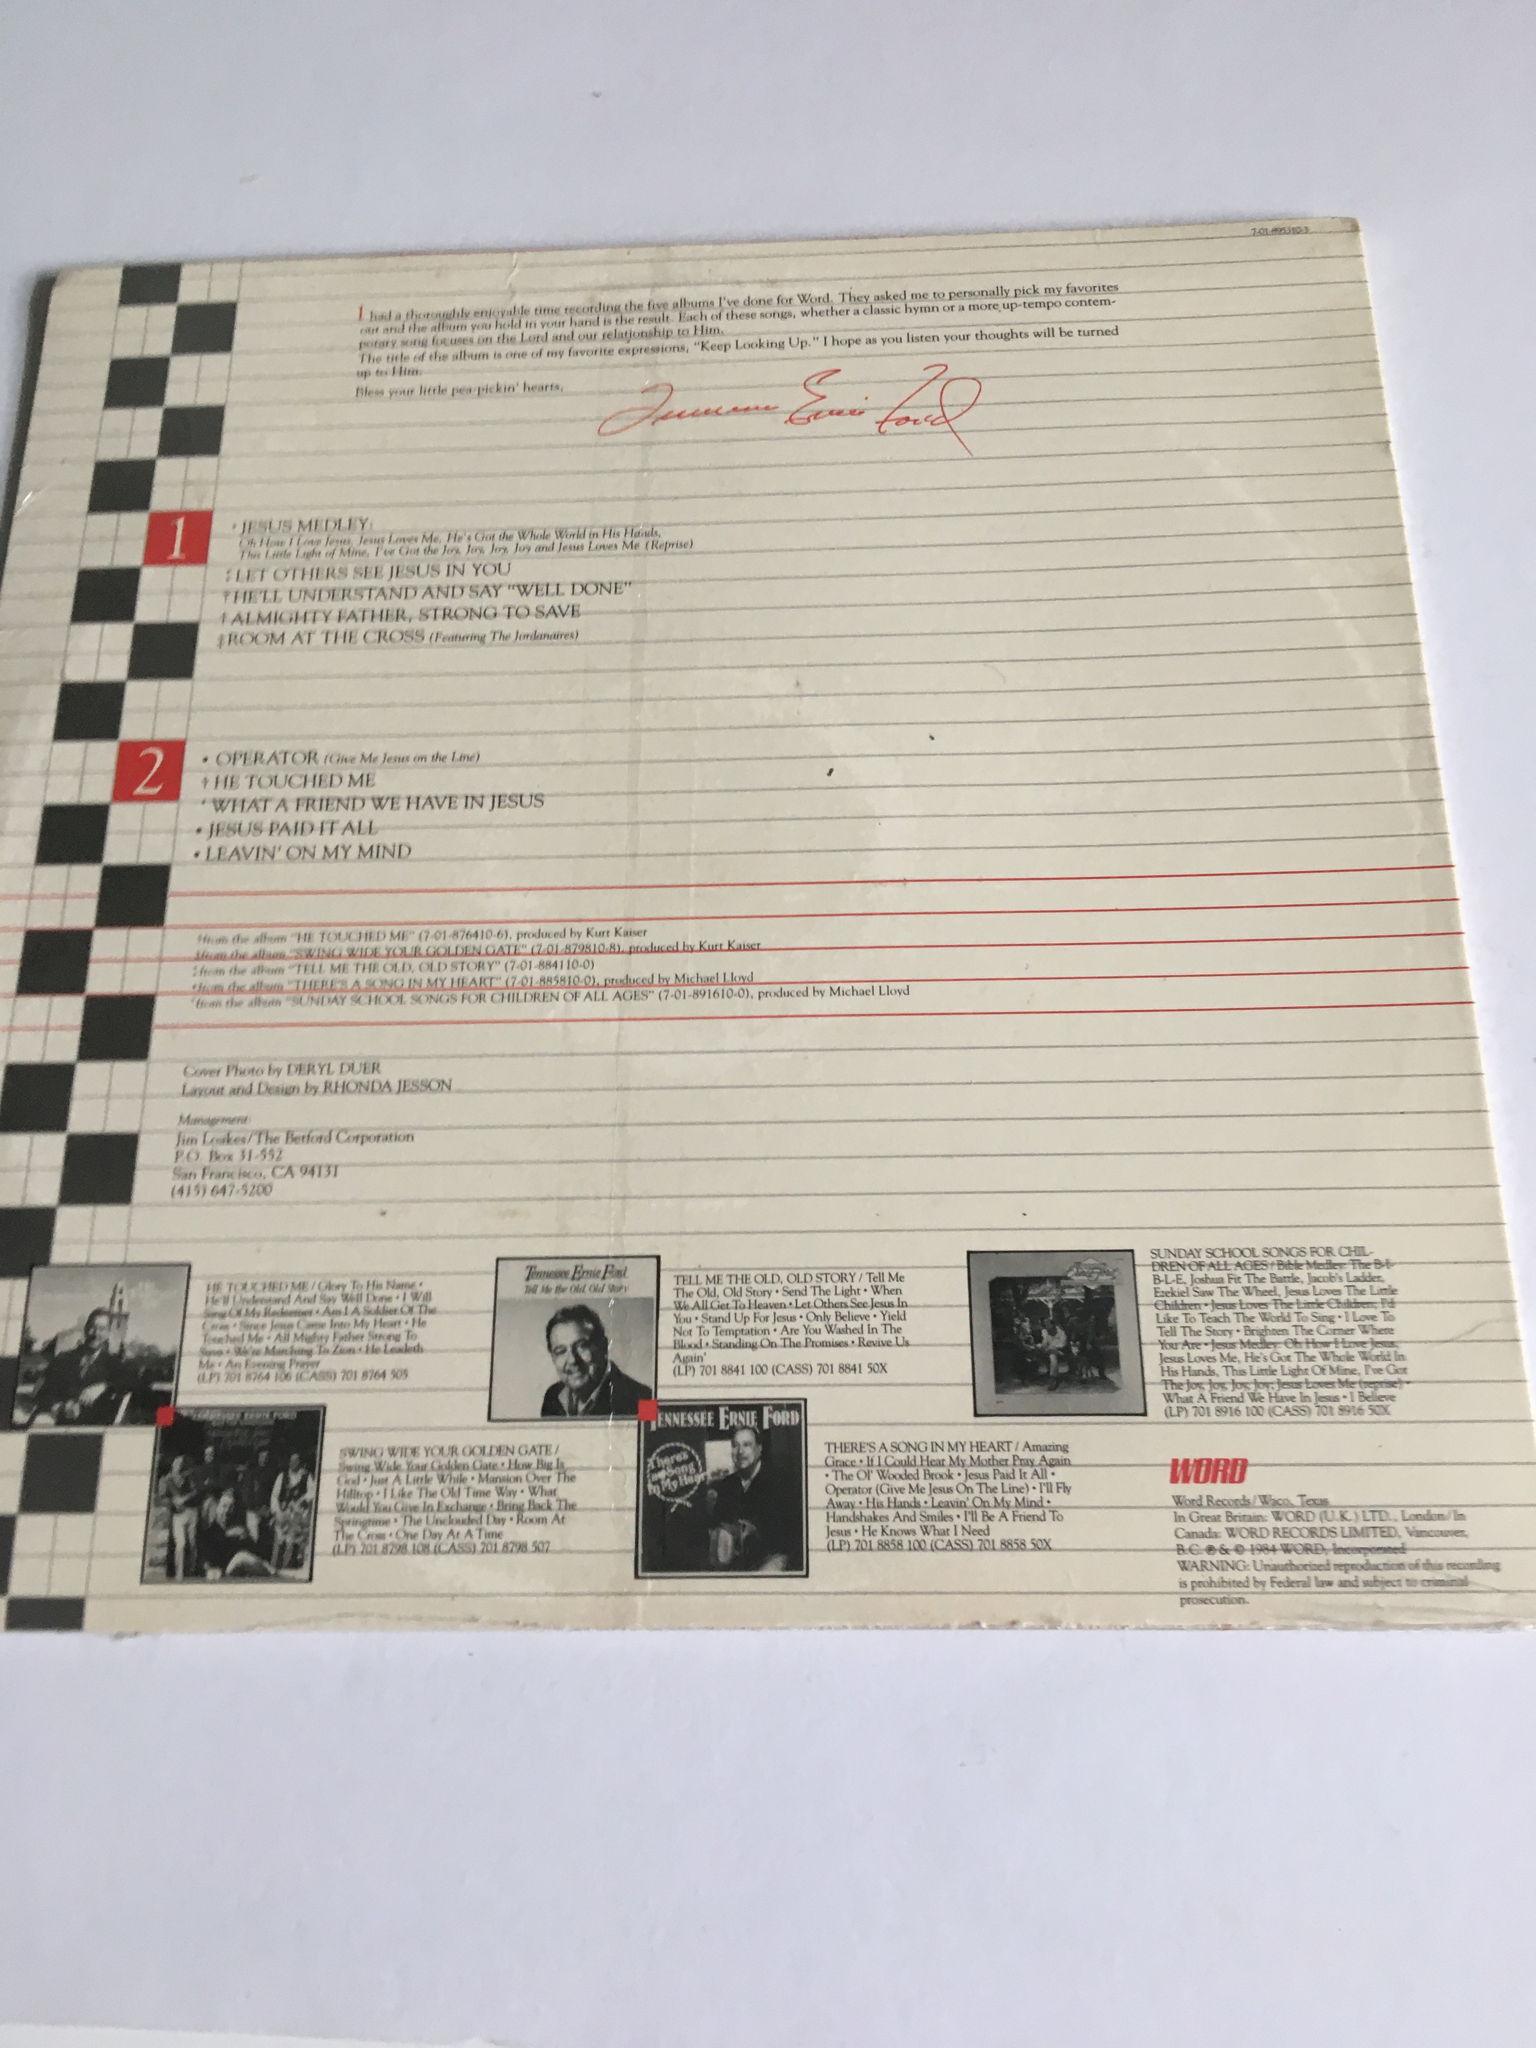 7-01-895310-3
I had a thoroughly enjoyable time recording the five albums I've done for Word. They asked me to personally pick my favorites
out and the album you hold in your hand is the result. Each of these songs, whether a classic hymn or a more up-tempo contem-
porary song focuses on the Lord and our relationship to Him.
The title of the album is one of my favorite expressions, "Keep Looking Up." I hope as you listen your thoughts will be turned
up to Him.
Bless your little pea-pickin' hearts,
Tennessee Ernie Ford
1
* JESUS MEDLEY:
Oh How I Love Jesus, Jesus Loves Me, He's Got the Whole World in His Hands,
This Little Light of Mine, I've Got the Joy, Joy, Joy, Joy and Jesus Loves Me (Reprise)
LET OTHERS SEE JESUS IN YOU
† HE'LL UNDERSTAND AND SAY "WELL DONE"
† ALMIGHTY FATHER, STRONG TO SAVE
‡ ROOM AT THE CROSS (Featuring The Jordanaires)
2
• OPERATOR (Give Me Jesus on the Line)
† HE TOUCHED ME
* WHAT A FRIEND WE HAVE IN JESUS
• JESUS PAID IT ALL
• LEAVIN' ON MY MIND
†from the album "HE TOUCHED ME" (7-01-876410-6), produced by Kurt Kaiser
‡from the album "SWING WIDE YOUR GOLDEN GATE" (7-01-879810-8), produced by Kurt Kaiser
from the album "TELL ME THE OLD, OLD STORY" (7-01-884110-0)
•from the album "THERE'S A SONG IN MY HEART" (7-01-885810-0), produced by Michael Lloyd
*from the album "SUNDAY SCHOOL SONGS FOR CHILDREN OF ALL AGES" (7-01-891610-0), produced by Michael Lloyd
Cover Photo by DERYL DUER
Layout and Design by RHONDA JESSON
Management:
Jim Loakes/The Betford Corporation
P.O. Box 31-552
San Francisco, CA 94131
(415) 647-5200
HE TOUCHED ME / Glory To His Name •
He'll Understand And Say Well Done • I Will
Sing Of My Redeemer • Am I A Soldier Of The
Cross • Since Jesus Came Into My Heart • He
Touched Me • All Mighty Father Strong To
Save • We're Marching To Zion • He Leadeth
Me • An Evening Prayer
(LP) 701 8764 106 (CASS) 701 8764 505
Tennessee Ernie Ford
Tell Me the Old, Old Story
TELL ME THE OLD, OLD STORY / Tell Me
The Old, Old Story • Send The Light • When
We All Get To Heaven • Let Others See Jesus In
You • Stand Up For Jesus • Only Believe • Yield
Not To Temptation • Are You Washed In The
Blood • Standing On The Promises • Revive Us
Again'
(LP) 701 8841 100 (CASS) 701 8841 50X
SUNDAY SCHOOL SONGS FOR CHIL-
DREN OF ALL AGES / Bible Medley: The B-I-
B-L-E, Joshua Fit The Battle, Jacob's Ladder,
Ezekiel Saw The Wheel, Jesus Loves The Little
Children • Jesus Loves The Little Children; I'd
Like To Teach The World To Sing • I Love To
Tell The Story • Brighten The Corner Where
You Are • Jesus Medley: Oh How I Love Jesus,
Jesus Loves Me, He's Got The Whole World In
His Hands, This Little Light Of Mine, I've Got
The Joy, Joy, Joy, Joy; Jesus Loves Me (reprise) •
What A Friend We Have In Jesus • I Believe
(LP) 701 8916 100 (CASS) 701 8916 50X
TENNESSEE ERNIE FORD
SWING WIDE YOUR GOLDEN GATE /
Swing Wide Your Golden Gate • How Big Is
God • Just A Little While • Mansion Over The
Hilltop • I Like The Old Time Way • What
Would You Give In Exchange • Bring Back The
Springtime • The Unclouded Day • Room At
The Cross • One Day At A Time
(LP) 701 8798 108 (CASS) 701 8798 507
TENNESSEE ERNIE FORD
There's a Song In My Heart
THERE'S A SONG IN MY HEART / Amazing
Grace • If I Could Hear My Mother Pray Again
• The Ol' Wooded Brook • Jesus Paid It All •
Operator (Give Me Jesus On The Line) • I'll Fly
Away • His Hands • Leavin' On My Mind •
Handshakes And Smiles • I'll Be A Friend To
Jesus • He Knows What I Need
(LP) 701 8858 100 (CASS) 701 8858 50X
WORD
Word Records / Waco, Texas
In Great Britain: WORD (U.K.) LTD., London/In
Canada: WORD RECORDS LIMITED, Vancouver,
B.C. ℗ & © 1984 WORD, Incorporated
WARNING: Unauthorized reproduction of this recording
is prohibited by Federal law and subject to criminal
prosecution.